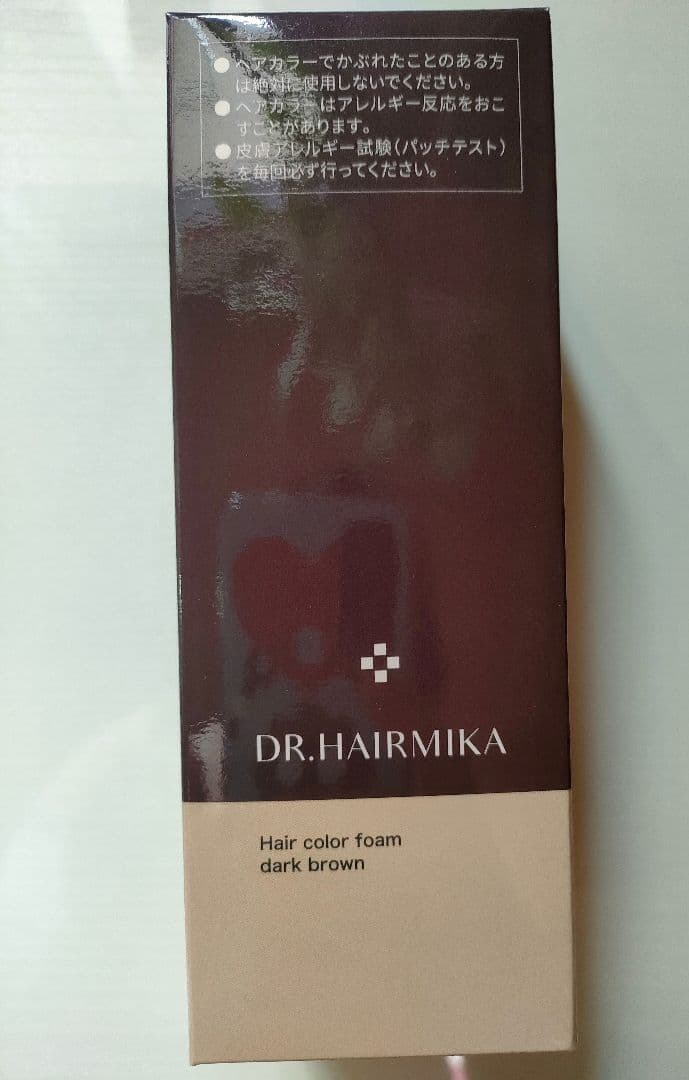 ●ヘアカラーでかぶれたことのある方
は絶対に使用しないでください。
●ヘアカラーはアレルギー反応をおこ
すことがあります。
●皮膚アレルギー試験(パッチテスト)
を毎回必ず行ってください。
DR.HAIRMIKA
Hair color foam
dark brown